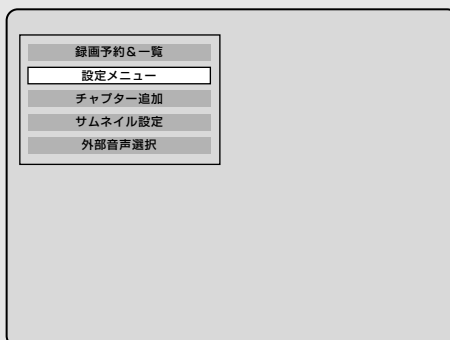 録画予約＆一覧
設定メニュー
チャプター追加
サムネイル設定
外部音声選択